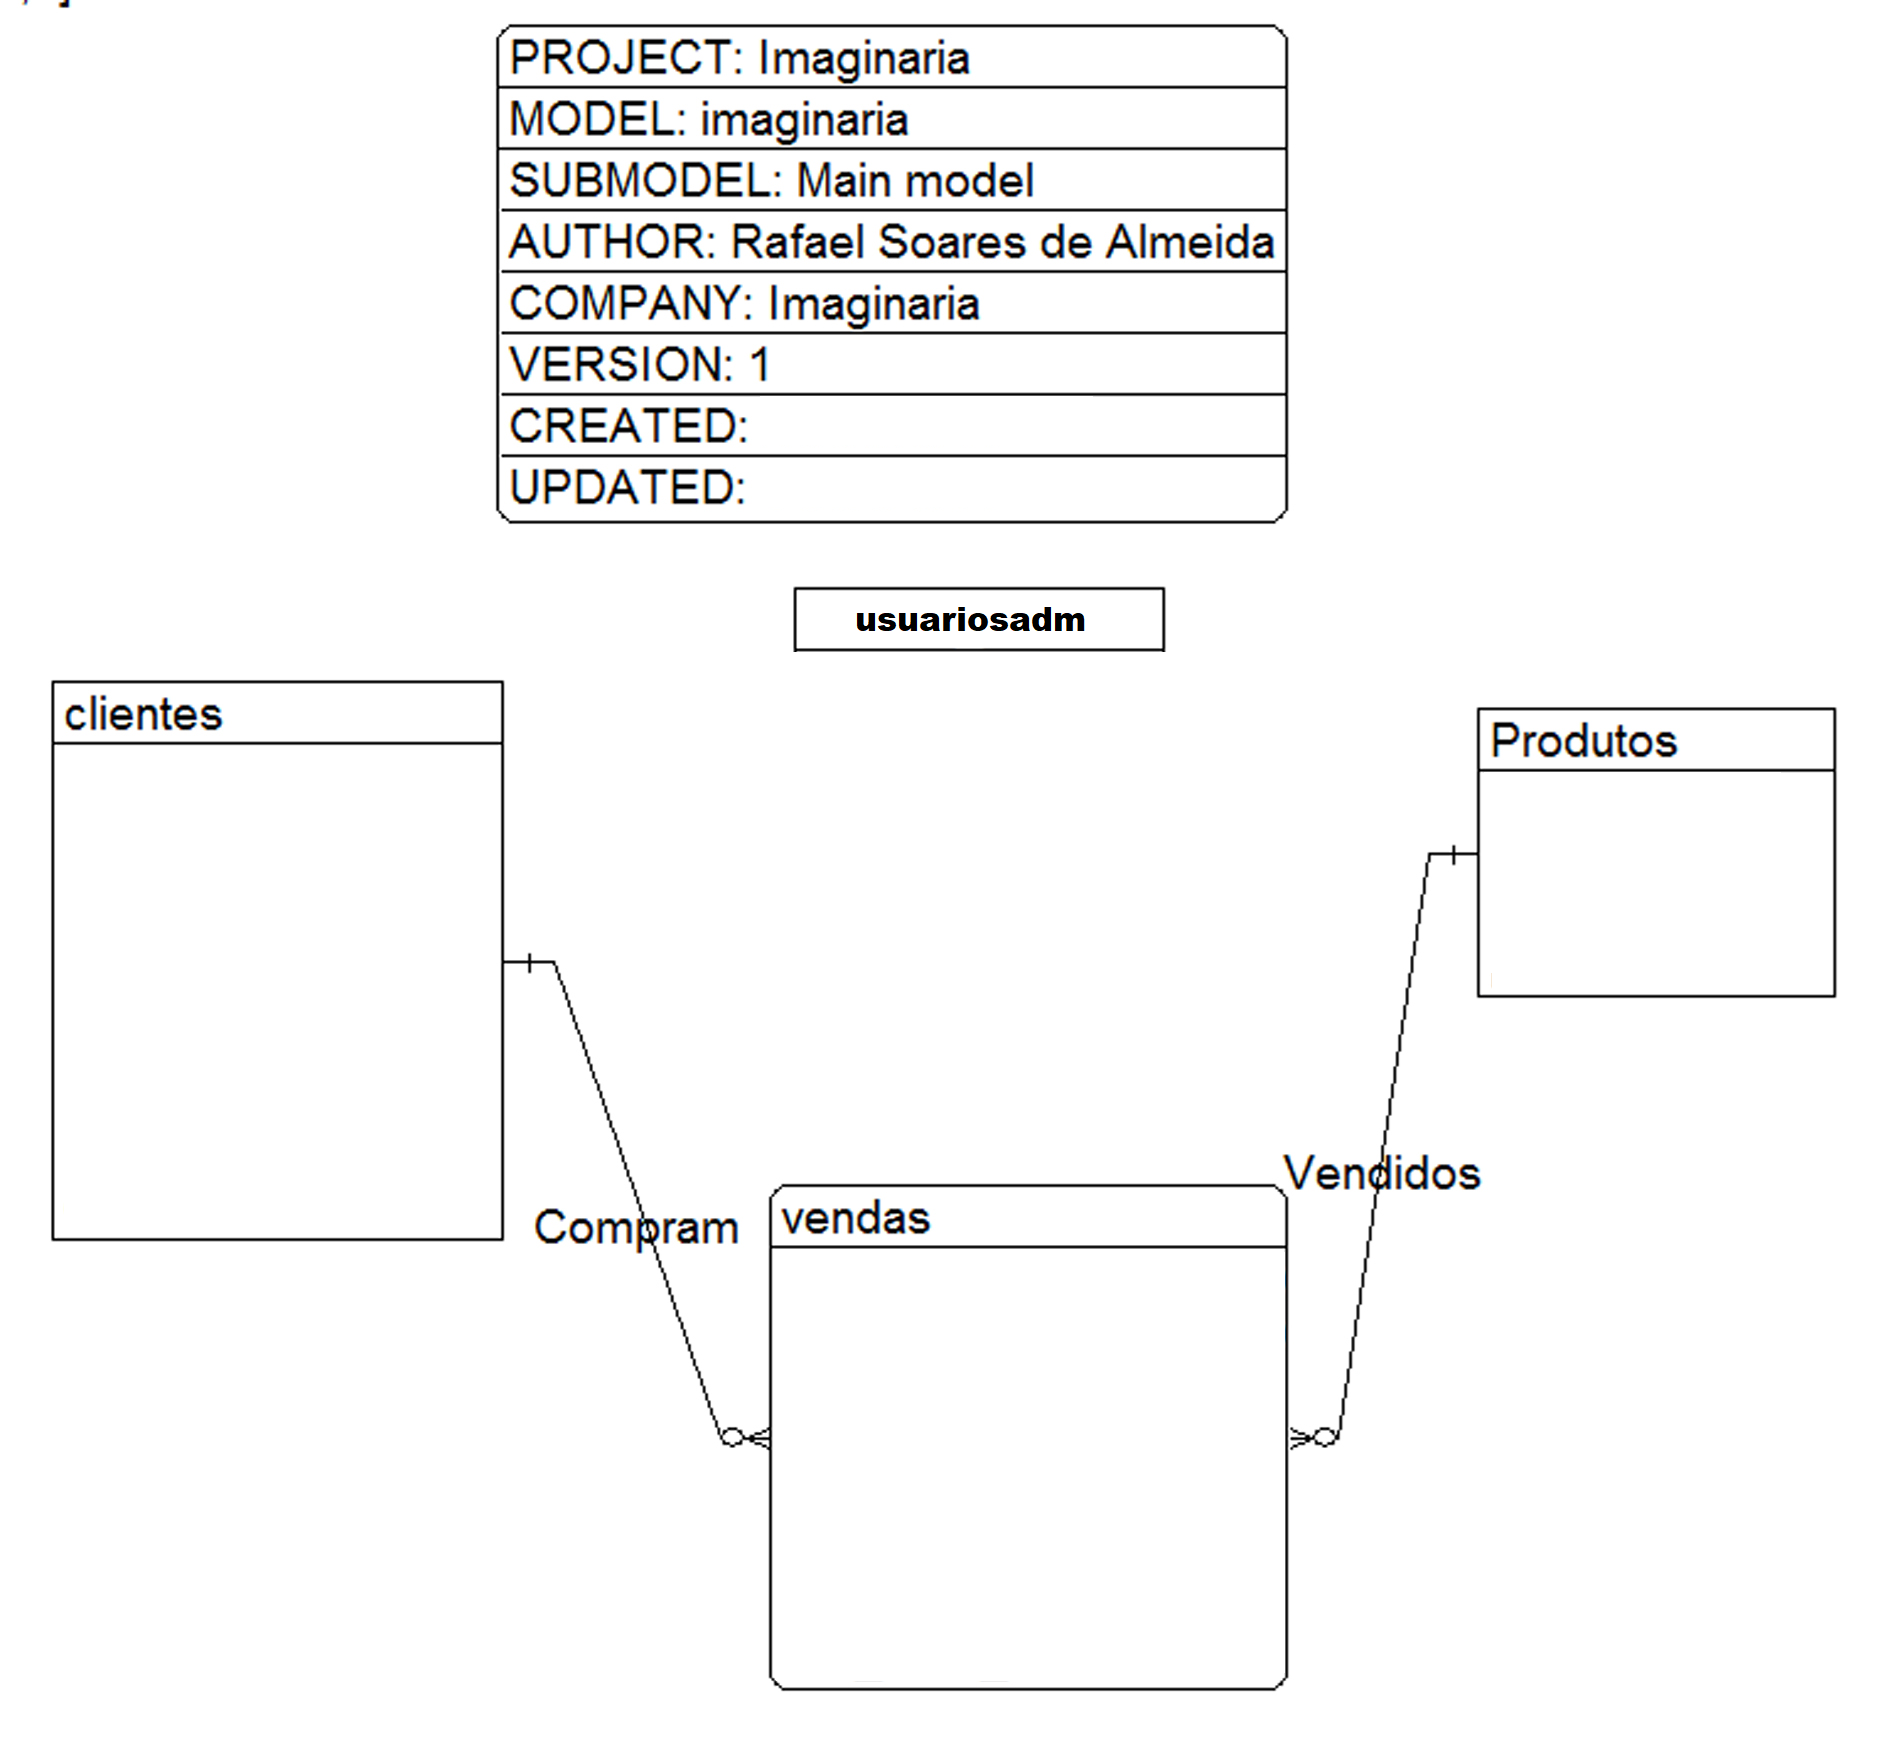 PROJECT: Imaginaria
MODEL: imaginaria
SUBMODEL: Main model
AUTHOR: Rafael Soares de Almeida
COMPANY: Imaginaria
VERSION: 1
CREATED:
UPDATED:
usuariosadm
clientes
Produtos
Vendidos
Compram
vendas